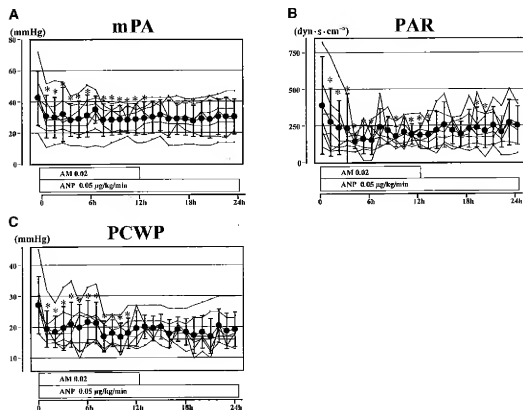 A
mPA
(mmHg)
80
60
40
20
0
0
6h
12h
18h
24h
AM 0.02
ANP 0.05 µg/kg/min
B
PAR
(dyn·s·cm⁻⁵)
750
500
250
0
0
6h
12h
18h
24h
AM 0.02
ANP 0.05 µg/kg/min
C
PCWP
(mmHg)
40
30
20
10
0
6h
12h
18h
24h
AM 0.02
ANP 0.05 µg/kg/min